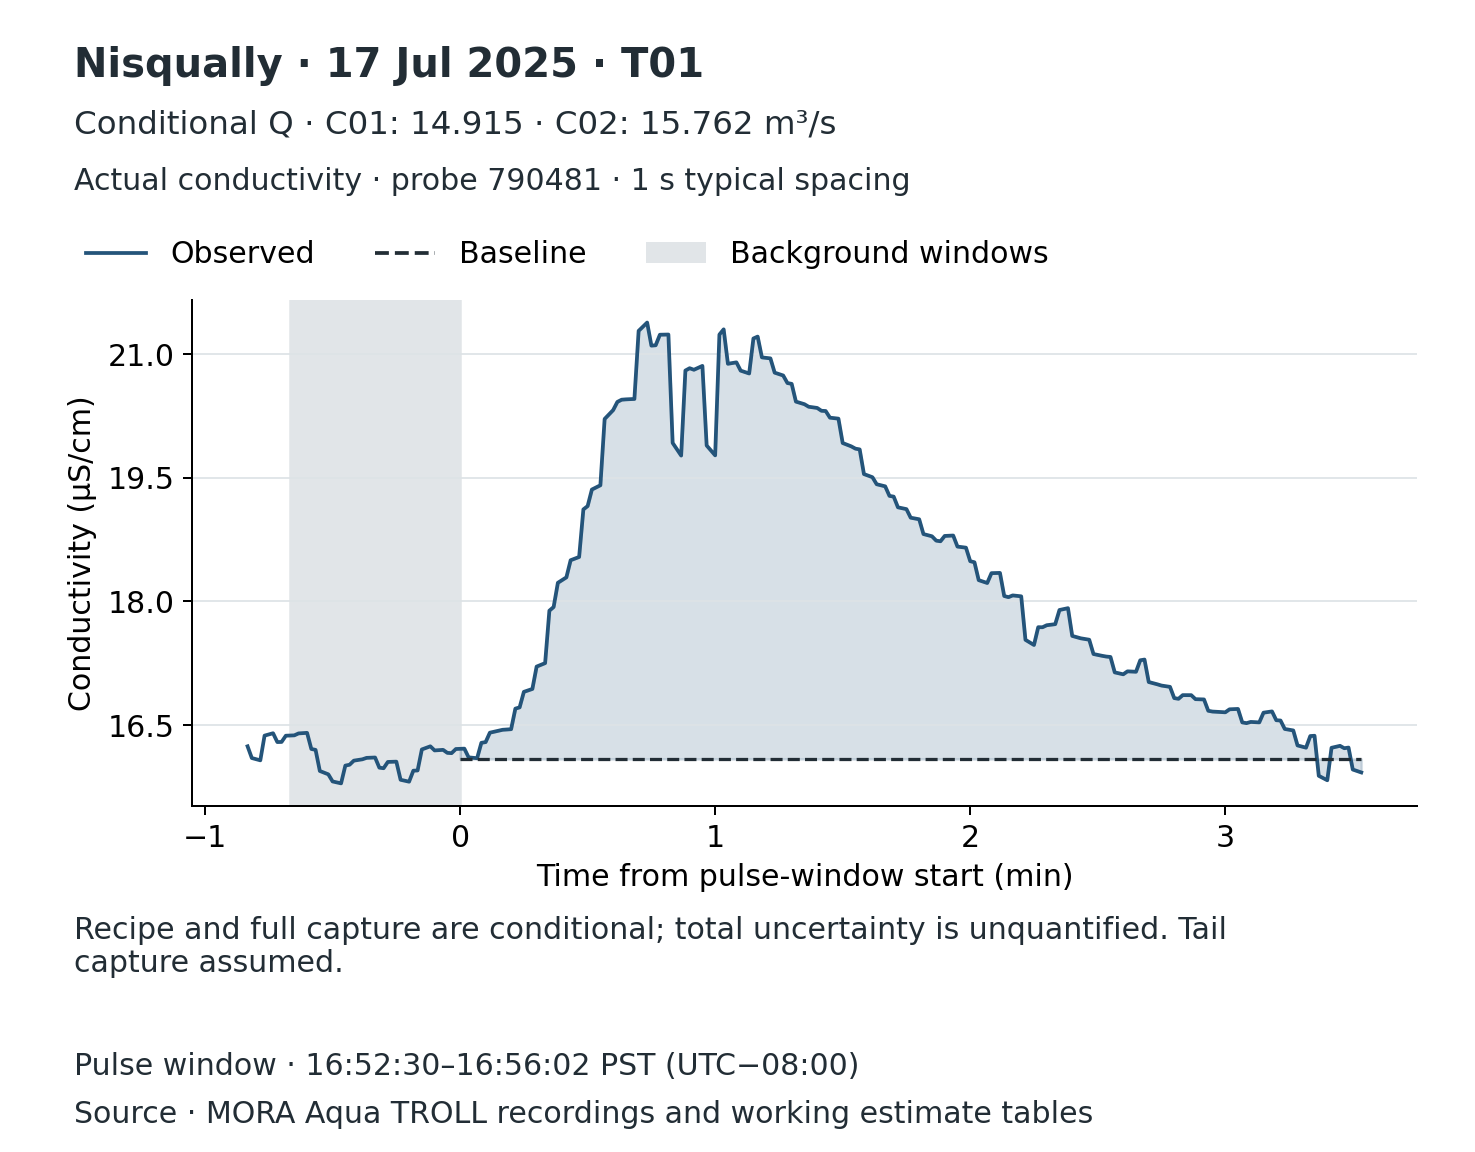 Nisqually · 17 Jul 2025 · T01
Conditional Q · C01: 14.915 · C02: 15.762 m³/s
Actual conductivity · probe 790481 · 1 s typical spacing
Observed Baseline Background windows
21.0
19.5
18.0
16.5
Conductivity (µS/cm)
−1 0 1 2 3
Time from pulse-window start (min)
Recipe and full capture are conditional; total uncertainty is unquantified. Tail
capture assumed.
Pulse window · 16:52:30–16:56:02 PST (UTC−08:00)
Source · MORA Aqua TROLL recordings and working estimate tables